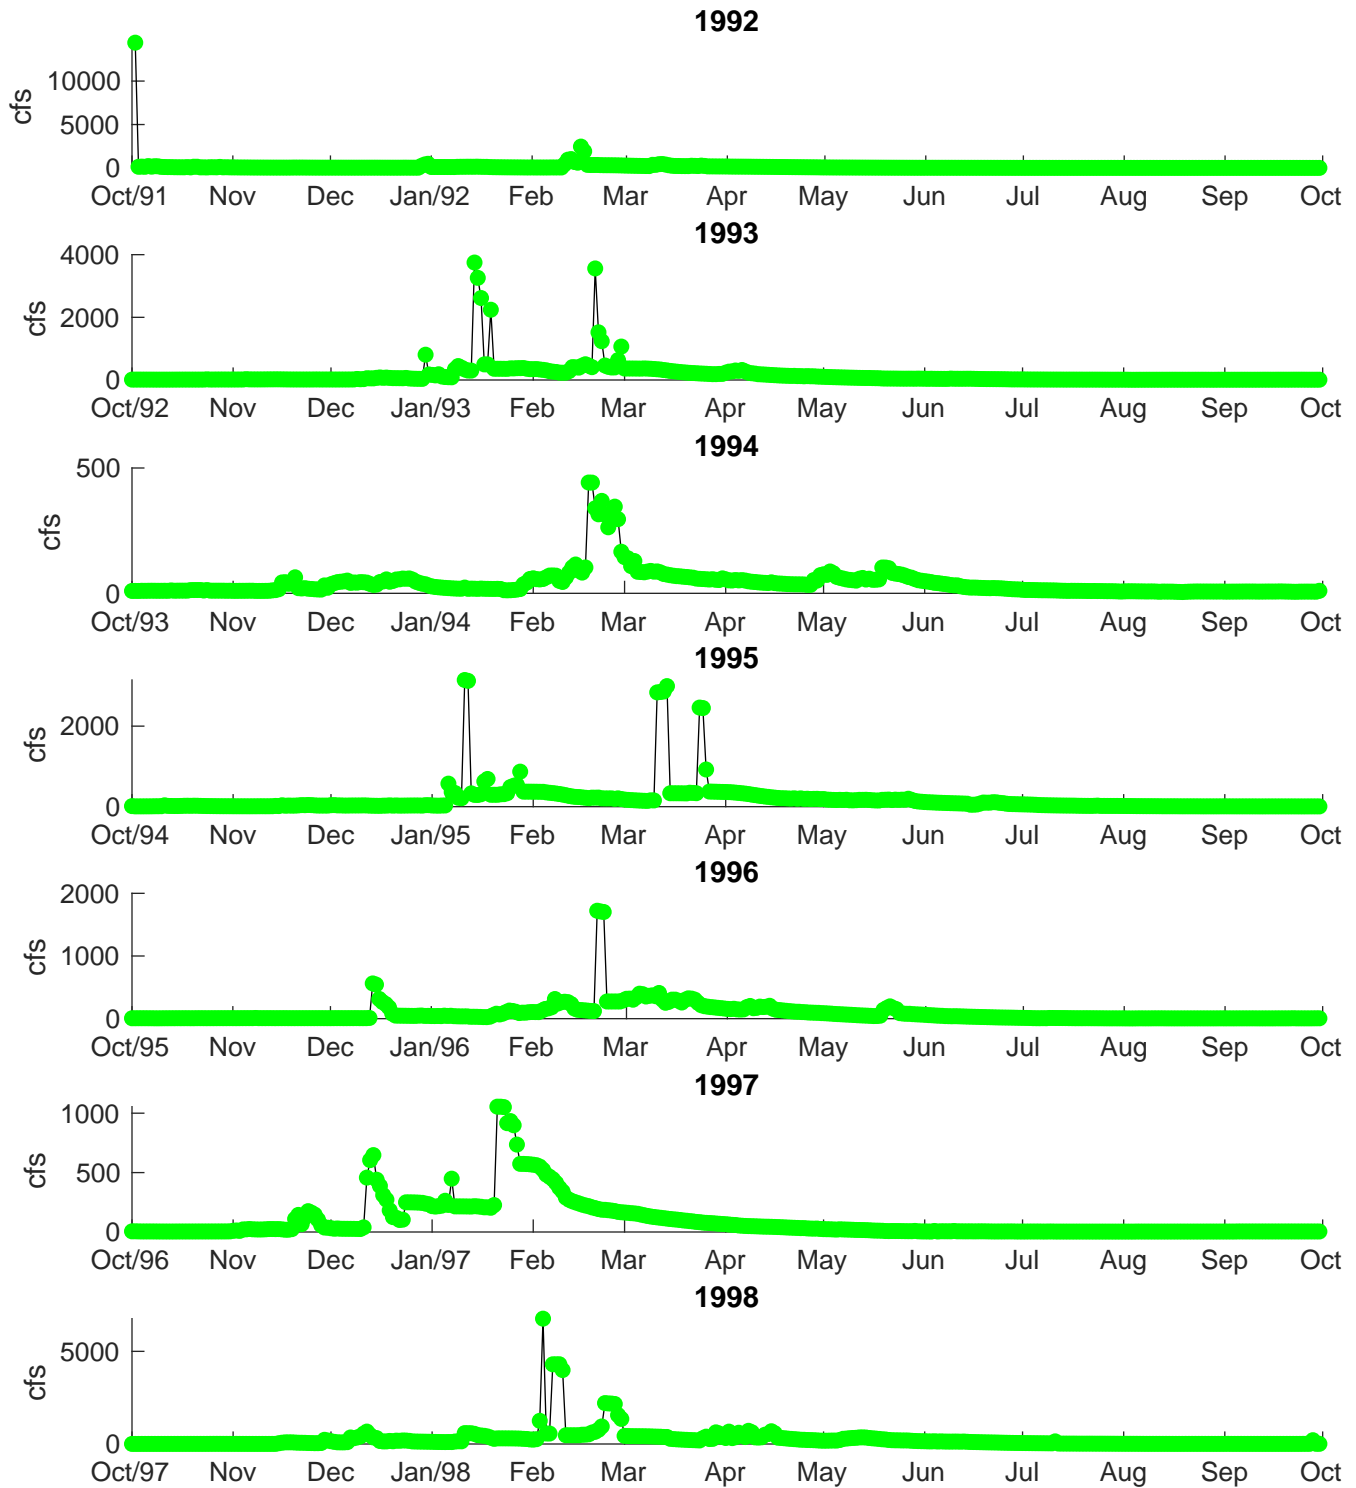 1992
cfs
10000
5000
0
Oct/91 Nov Dec Jan/92 Feb Mar Apr May Jun Jul Aug Sep Oct
1993
cfs
4000
2000
0
Oct/92 Nov Dec Jan/93 Feb Mar Apr May Jun Jul Aug Sep Oct
1994
cfs
500
0
Oct/93 Nov Dec Jan/94 Feb Mar Apr May Jun Jul Aug Sep Oct
1995
cfs
2000
0
Oct/94 Nov Dec Jan/95 Feb Mar Apr May Jun Jul Aug Sep Oct
1996
cfs
2000
1000
0
Oct/95 Nov Dec Jan/96 Feb Mar Apr May Jun Jul Aug Sep Oct
1997
cfs
1000
500
0
Oct/96 Nov Dec Jan/97 Feb Mar Apr May Jun Jul Aug Sep Oct
1998
cfs
5000
0
Oct/97 Nov Dec Jan/98 Feb Mar Apr May Jun Jul Aug Sep Oct